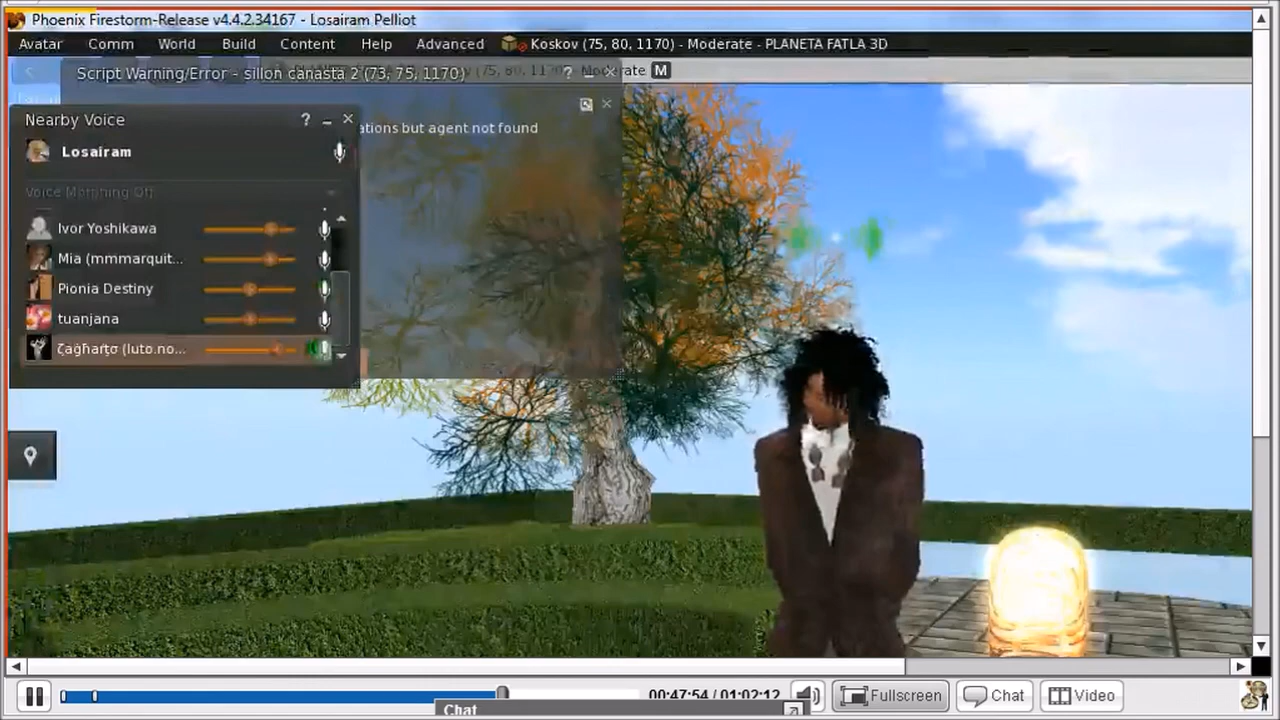 Phoenix Firestorm-Release v4.4.2.34167 - Losairam Pelliot
Avatar Comm World Build Content Help Advanced Koskov (75, 80, 1170) - Moderate - PLANETA FATLA 3D
Script Warning/Error - sillon canasta 2 (73, 75, 1170) ?
Moderate M
Nearby Voice ?
ations but agent not found
Losairam
Voice Morphing Off
Ivor Yoshikawa
Mia (mmmarquit...
Pionia Destiny
tuanjana
(luto.no...
00:47:54 / 01:02:12 Fullscreen Chat Video
Chat